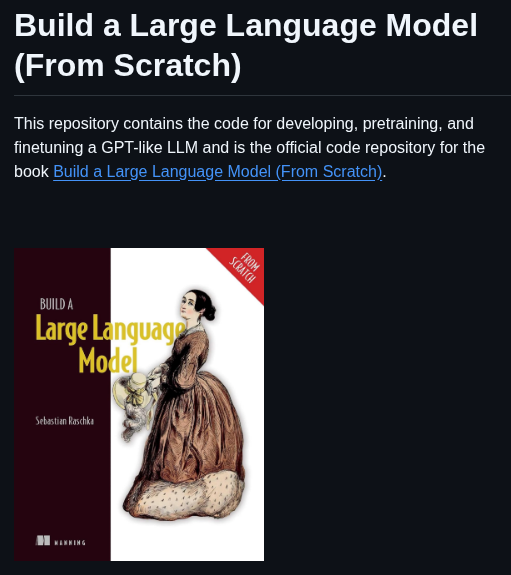 Build a Large Language Model
(From Scratch)
This repository contains the code for developing, pretraining, and
finetuning a GPT-like LLM and is the official code repository for the
book Build a Large Language Model (From Scratch).
FROM
SCRATCH
BUILD A
Large Language
Model
Sebastian Raschka
MANNING